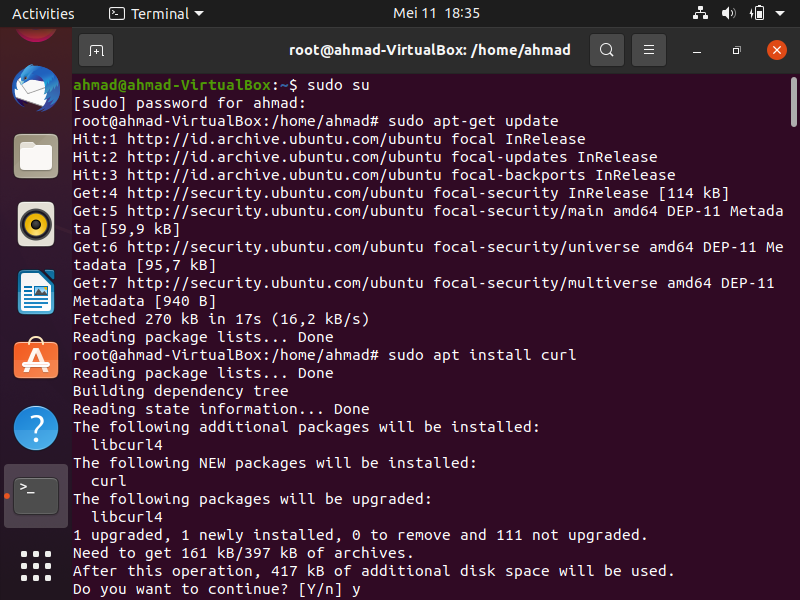 Activities
Terminal
Mei 11 18:35
root@ahmad-VirtualBox: /home/ahmad
ahmad@ahmad-VirtualBox:~$ sudo su
[sudo] password for ahmad:
root@ahmad-VirtualBox:/home/ahmad# sudo apt-get update
Hit:1 http://id.archive.ubuntu.com/ubuntu focal InRelease
Hit:2 http://id.archive.ubuntu.com/ubuntu focal-updates InRelease
Hit:3 http://id.archive.ubuntu.com/ubuntu focal-backports InRelease
Get:4 http://security.ubuntu.com/ubuntu focal-security InRelease [114 kB]
Get:5 http://security.ubuntu.com/ubuntu focal-security/main amd64 DEP-11 Metada
ta [59,9 kB]
Get:6 http://security.ubuntu.com/ubuntu focal-security/universe amd64 DEP-11 Me
tadata [95,7 kB]
Get:7 http://security.ubuntu.com/ubuntu focal-security/multiverse amd64 DEP-11
Metadata [940 B]
Fetched 270 kB in 17s (16,2 kB/s)
Reading package lists... Done
root@ahmad-VirtualBox:/home/ahmad# sudo apt install curl
Reading package lists... Done
Building dependency tree
Reading state information... Done
The following additional packages will be installed:
  libcurl4
The following NEW packages will be installed:
  curl
The following packages will be upgraded:
  libcurl4
1 upgraded, 1 newly installed, 0 to remove and 111 not upgraded.
Need to get 161 kB/397 kB of archives.
After this operation, 417 kB of additional disk space will be used.
Do you want to continue? [Y/n] y